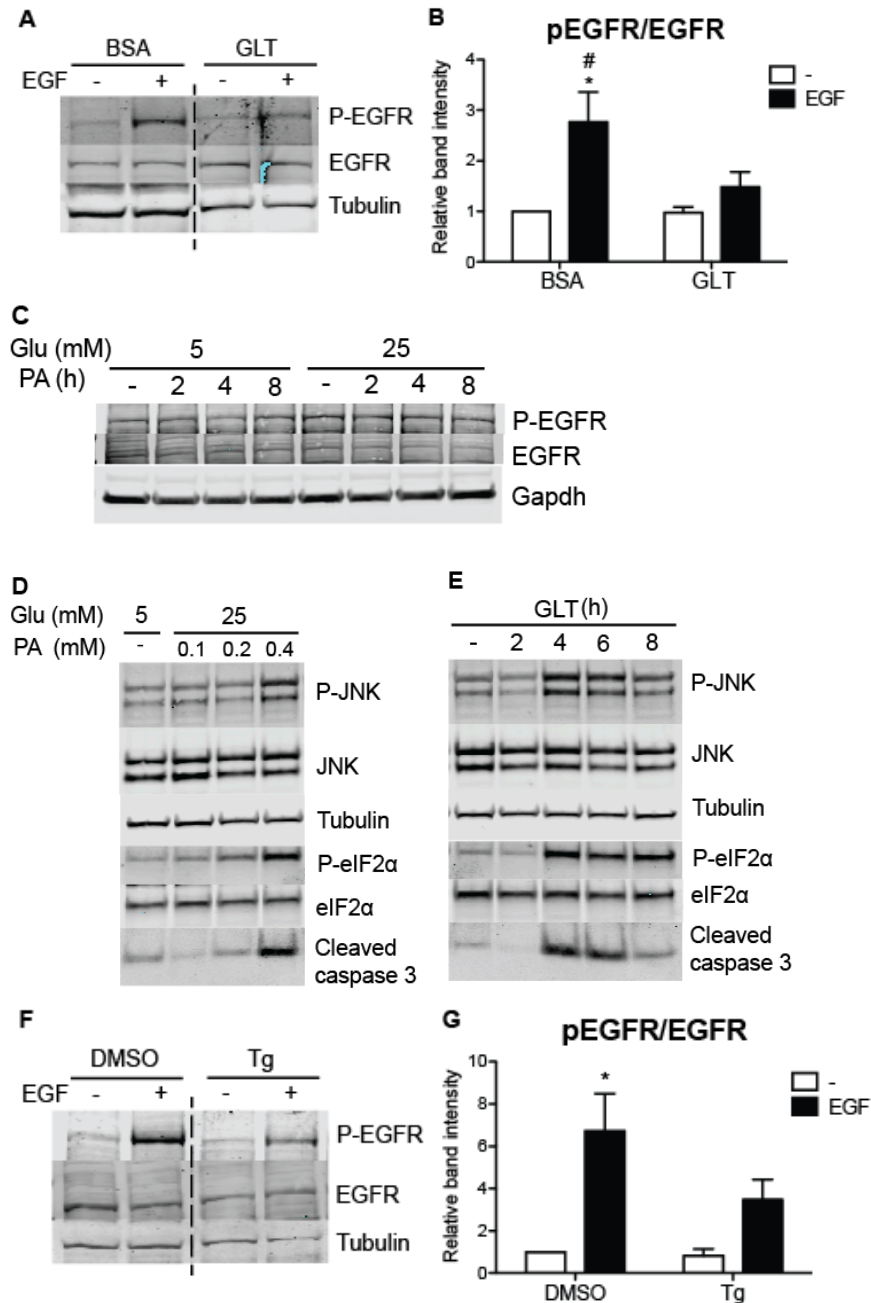 A
BSA GLT
EGF - + - +
P-EGFR
EGFR
Tubulin
B
pEGFR/EGFR
Relative band intensity
4
3
2
1
0
#
*
-
EGF
BSA GLT
C
Glu (mM) 5 25
PA (h) - 2 4 8 - 2 4 8
P-EGFR
EGFR
Gapdh
D
Glu (mM) 5 25
PA (mM) - 0.1 0.2 0.4
P-JNK
JNK
Tubulin
P-eIF2α
eIF2α
Cleaved
caspase 3
E
GLT (h)
- 2 4 6 8
P-JNK
JNK
Tubulin
P-eIF2α
eIF2α
Cleaved
caspase 3
F
DMSO Tg
EGF - + - +
P-EGFR
EGFR
Tubulin
G
pEGFR/EGFR
Relative band intensity
10
8
6
4
2
0
*
-
EGF
DMSO Tg